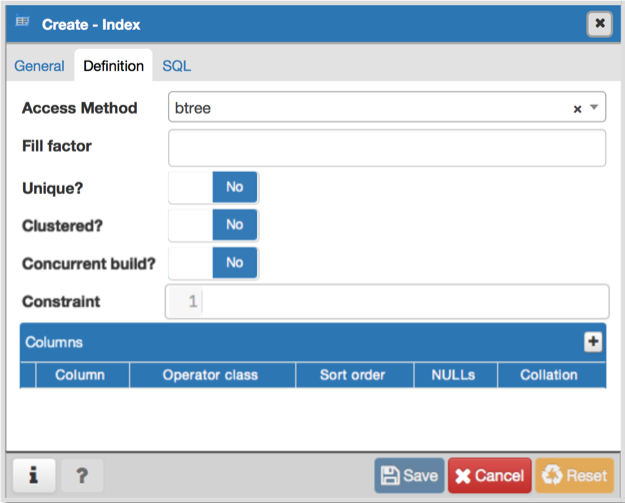 Create - Index
General Definition SQL
Access Method btree
Fill factor
Unique? No
Clustered? No
Concurrent build? No
Constraint 1
Columns
Column Operator class Sort order NULLs Collation
i ? Save Cancel Reset